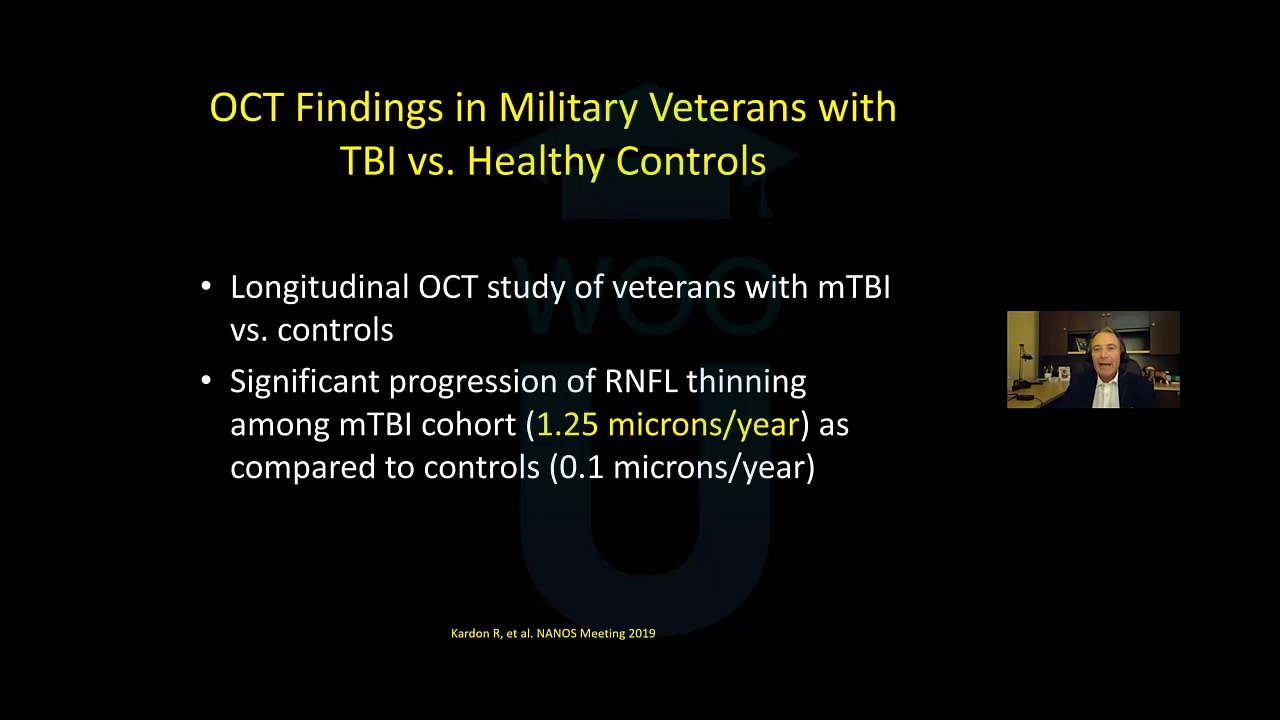 OCT Findings in Military Veterans with
TBI vs. Healthy Controls
WOO
U
• Longitudinal OCT study of veterans with mTBI
vs. controls
• Significant progression of RNFL thinning
among mTBI cohort (1.25 microns/year) as
compared to controls (0.1 microns/year)
Kardon R, et al. NANOS Meeting 2019